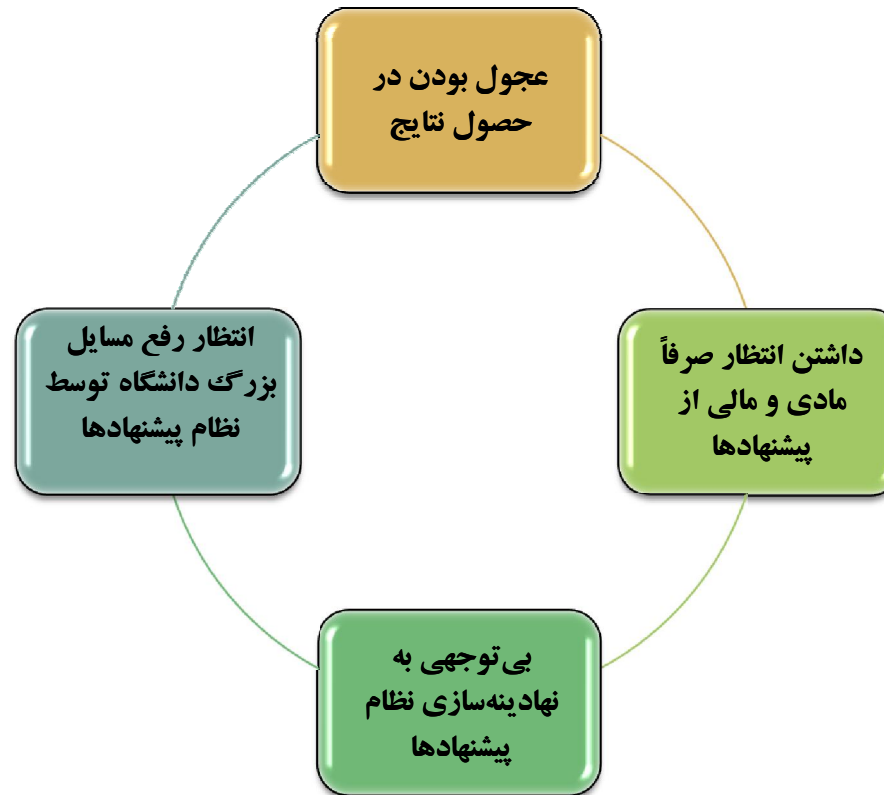 عجول بودن در
حصول نتایج
داشتن انتظار صرفاً
مادی و مالی از
پیشنهادها
بی‌توجهی به
نهادینه‌سازی نظام
پیشنهادها
انتظار رفع مسایل
بزرگ دانشگاه توسط
نظام پیشنهادها